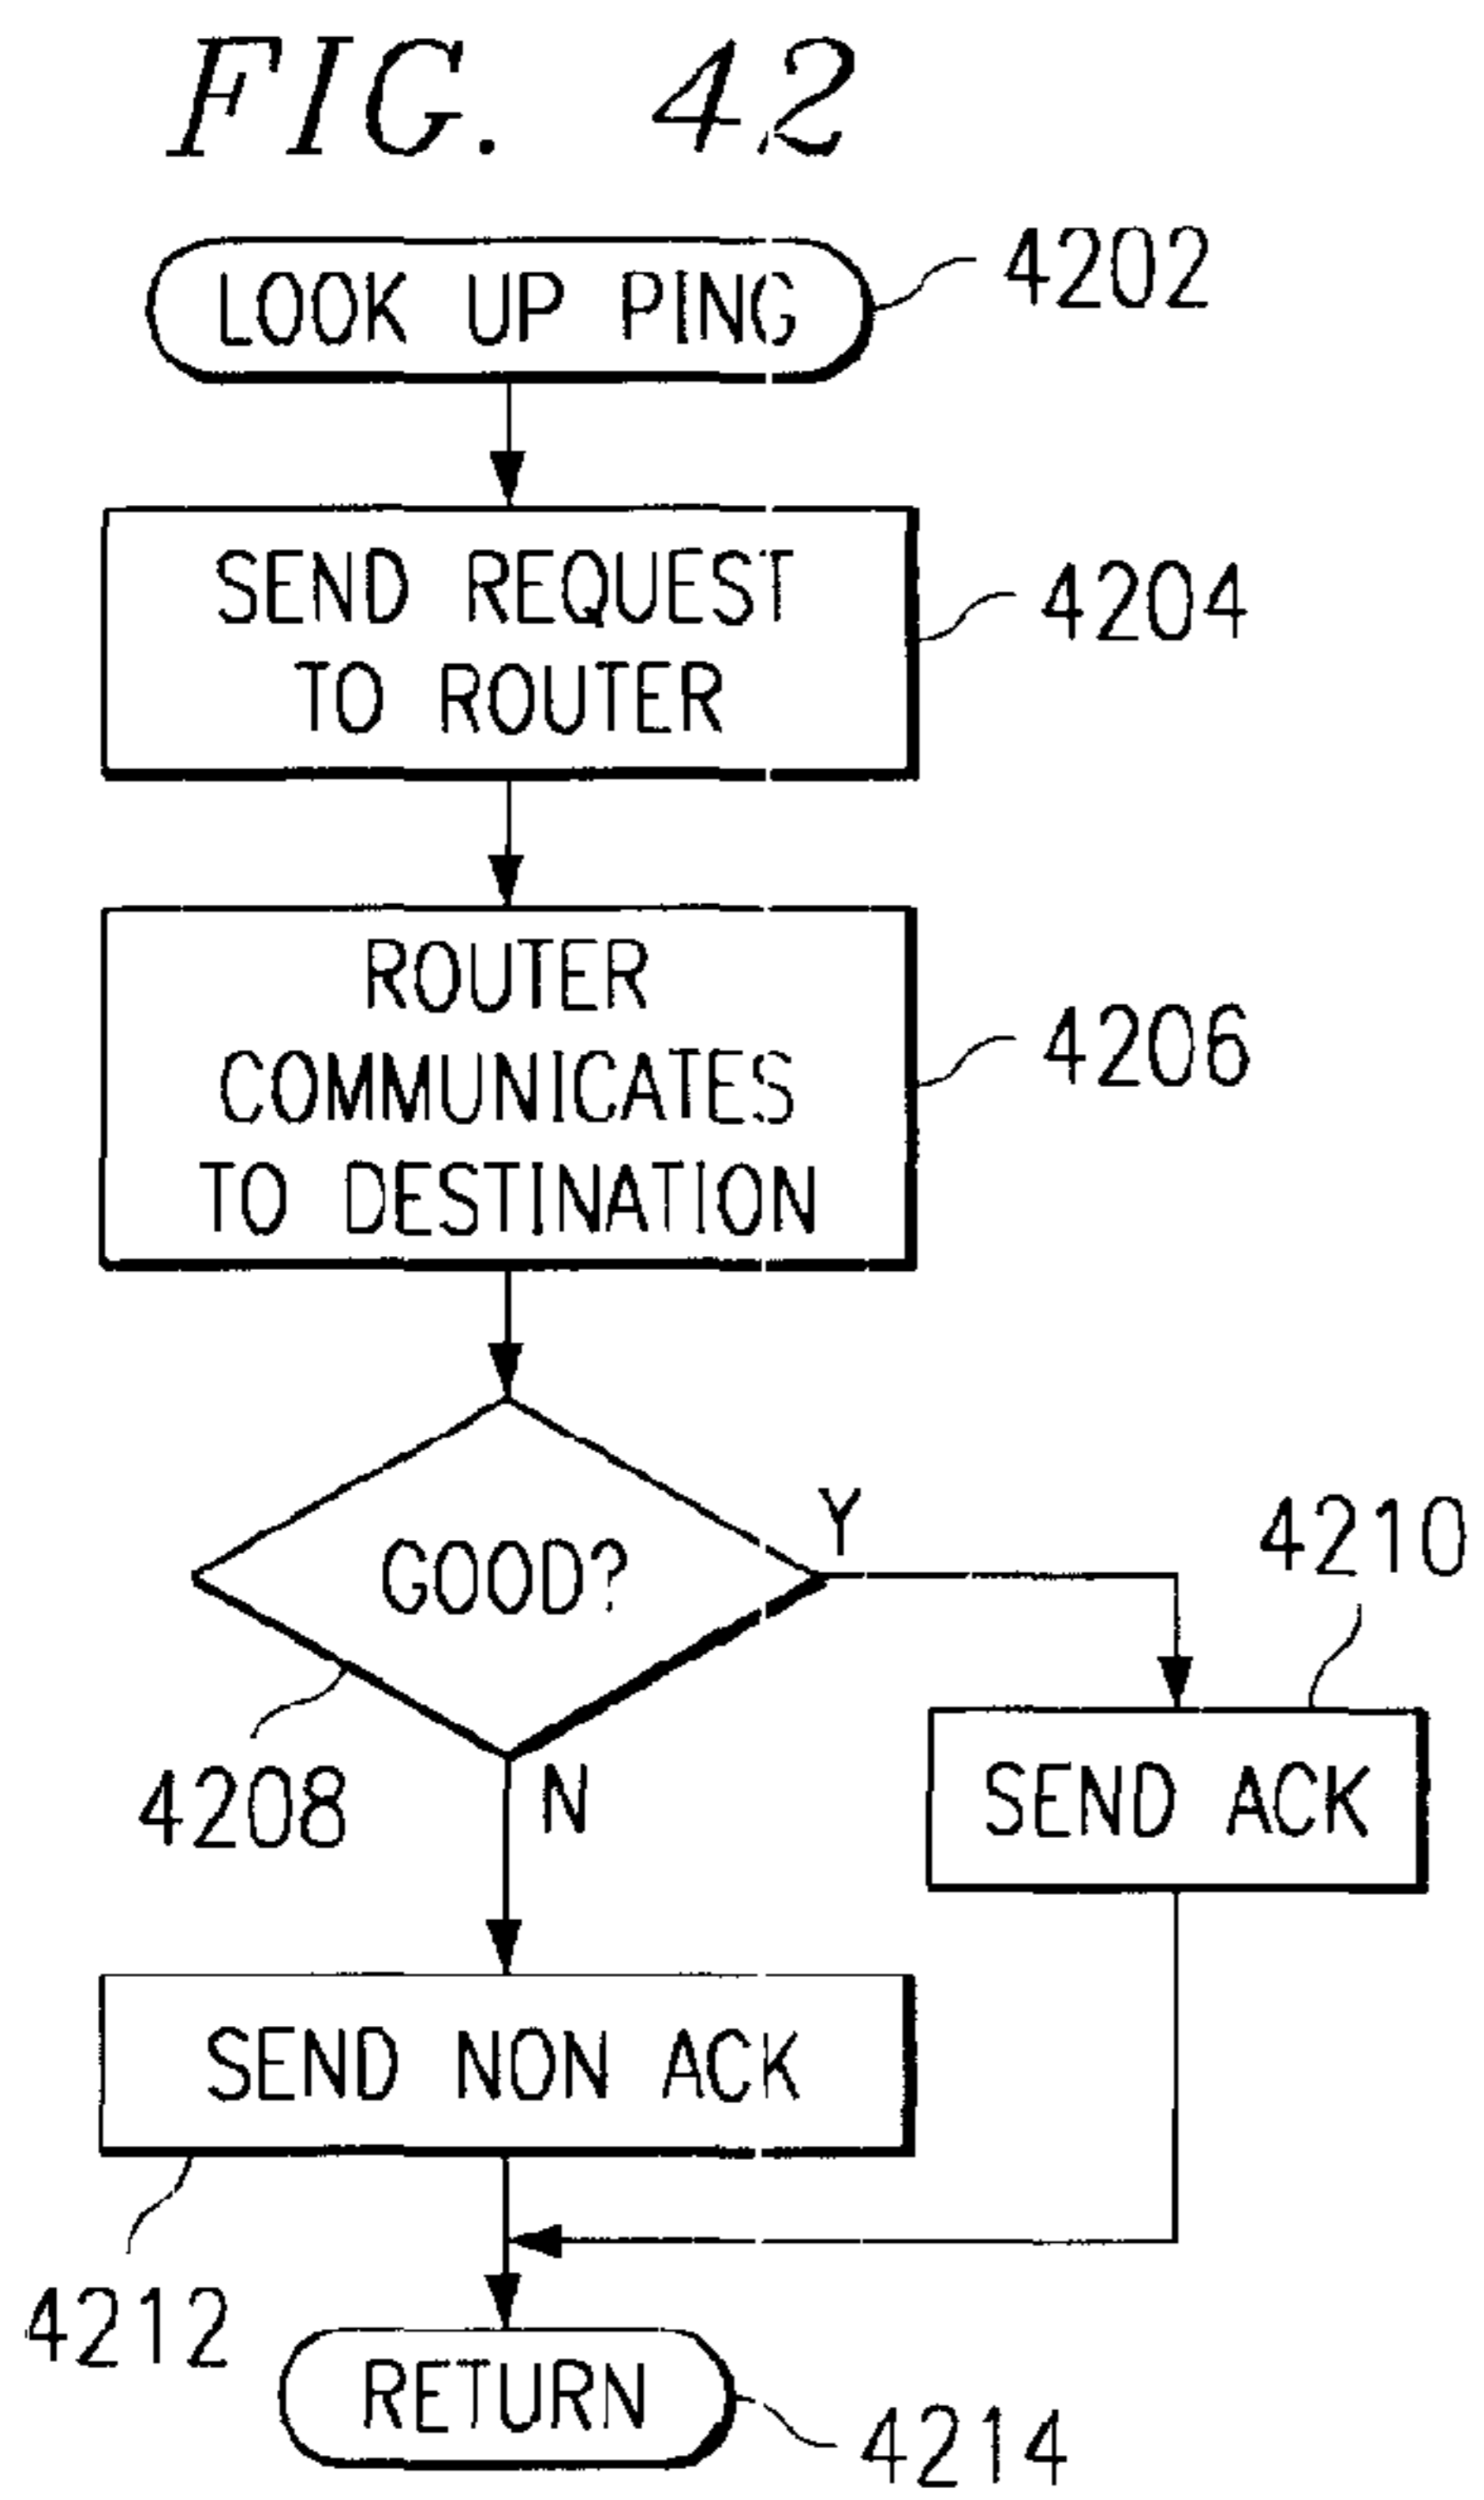 FIG. 42
LOOK UP PING
4202
SEND REQUEST
TO ROUTER
4204
ROUTER
COMMUNICATES
TO DESTINATION
4206
GOOD?
Y
4210
4208
N
SEND ACK
SEND NON ACK
4212
RETURN
4214